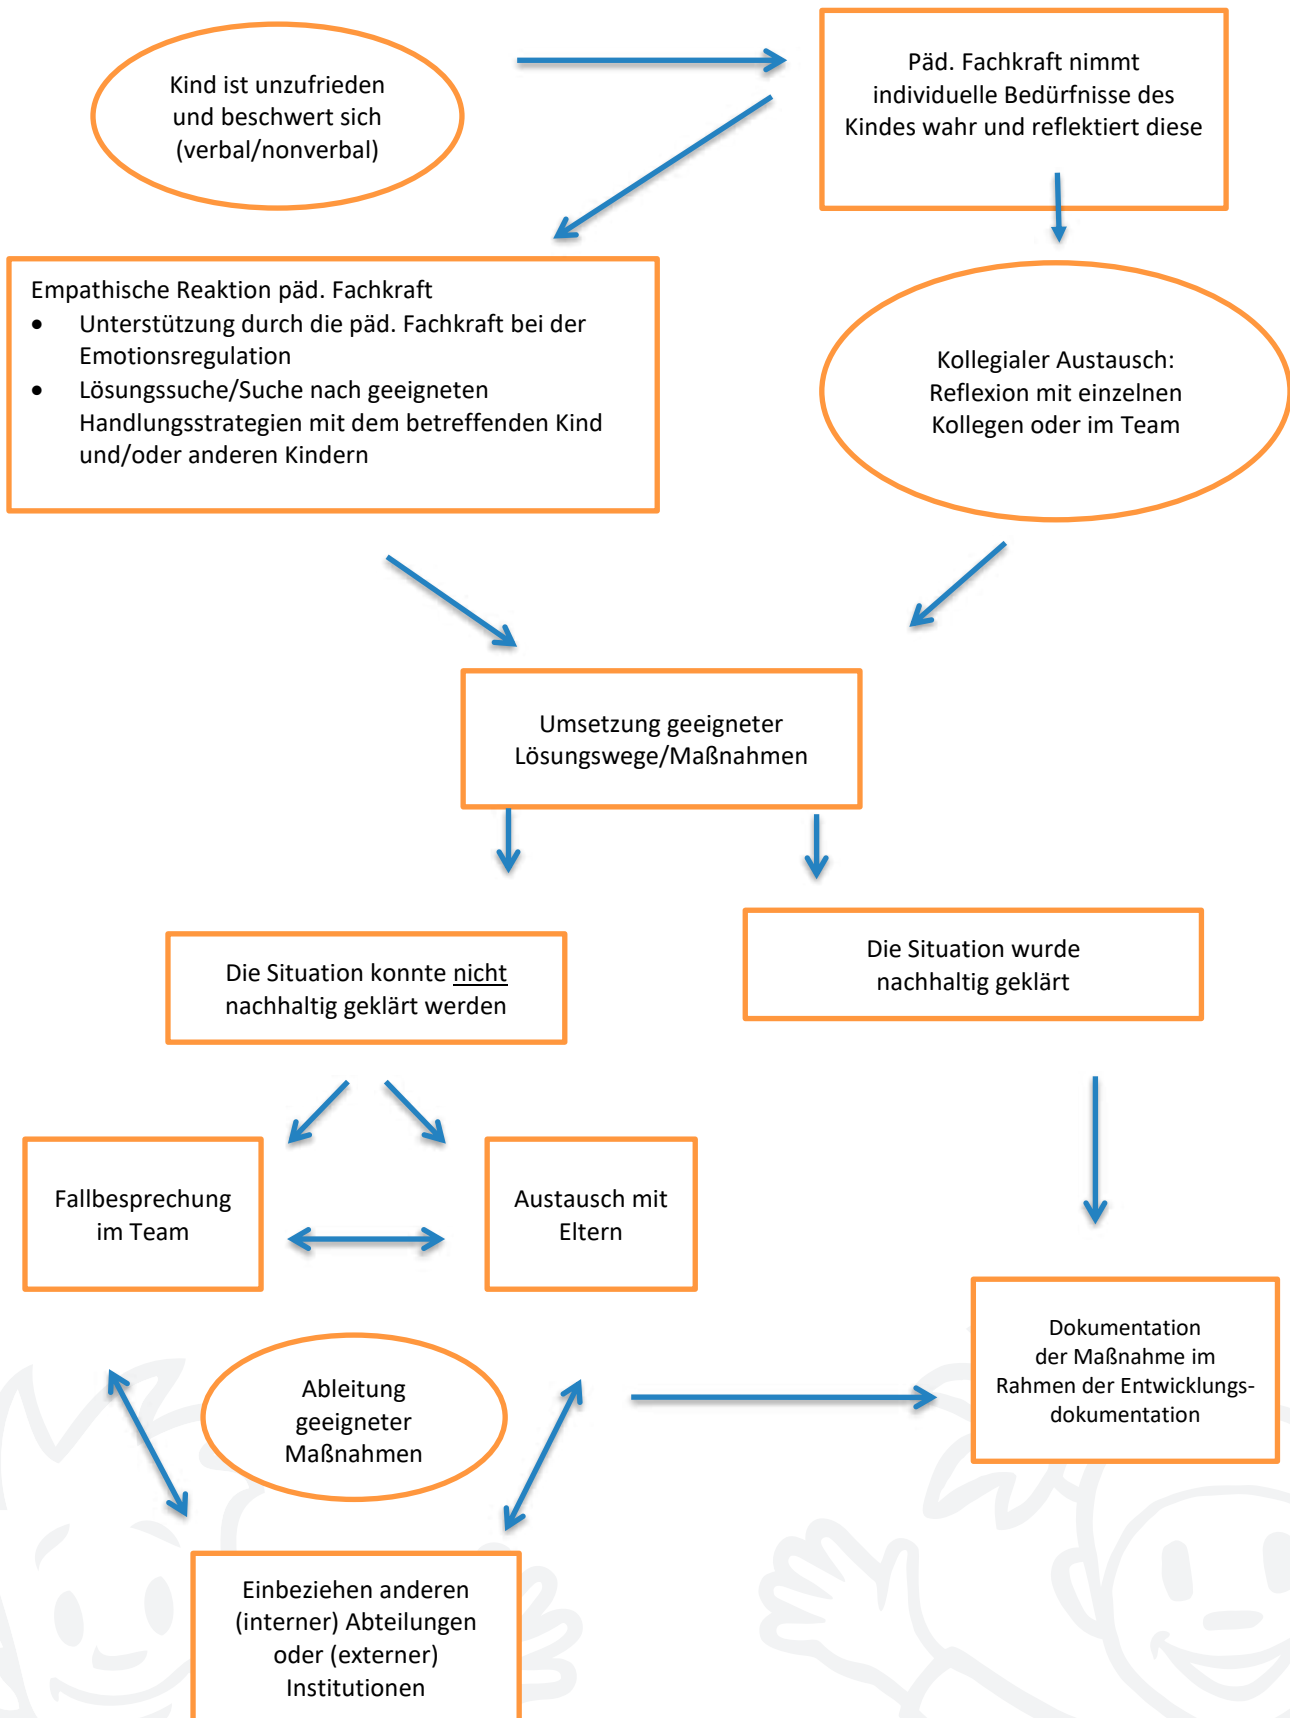 Kind ist unzufrieden
und beschwert sich
(verbal/nonverbal)
Päd. Fachkraft nimmt
individuelle Bedürfnisse des
Kindes wahr und reflektiert diese
Empathische Reaktion päd. Fachkraft
• Unterstützung durch die päd. Fachkraft bei der
Emotionsregulation
• Lösungssuche/Suche nach geeigneten
Handlungsstrategien mit dem betreffenden Kind
und/oder anderen Kindern
Kollegialer Austausch:
Reflexion mit einzelnen
Kollegen oder im Team
Umsetzung geeigneter
Lösungswege/Maßnahmen
Die Situation konnte nicht
nachhaltig geklärt werden
Die Situation wurde
nachhaltig geklärt
Fallbesprechung
im Team
Austausch mit
Eltern
Dokumentation
der Maßnahme im
Rahmen der Entwicklungs-
dokumentation
Ableitung
geeigneter
Maßnahmen
Einbeziehen anderen
(interner) Abteilungen
oder (externer)
Institutionen